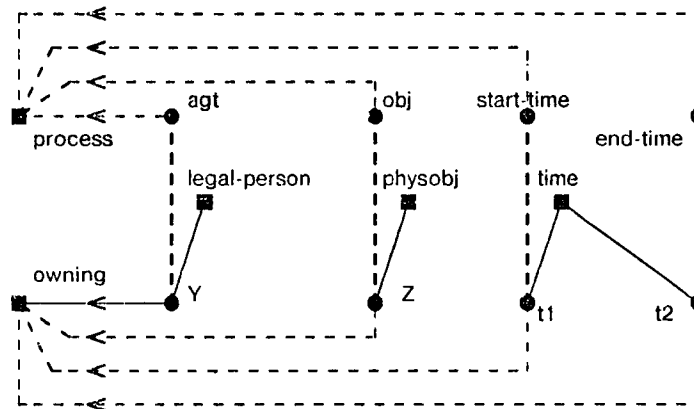 agt obj start-time
process end-time
legal-person physobj time
owning Y Z t1 t2